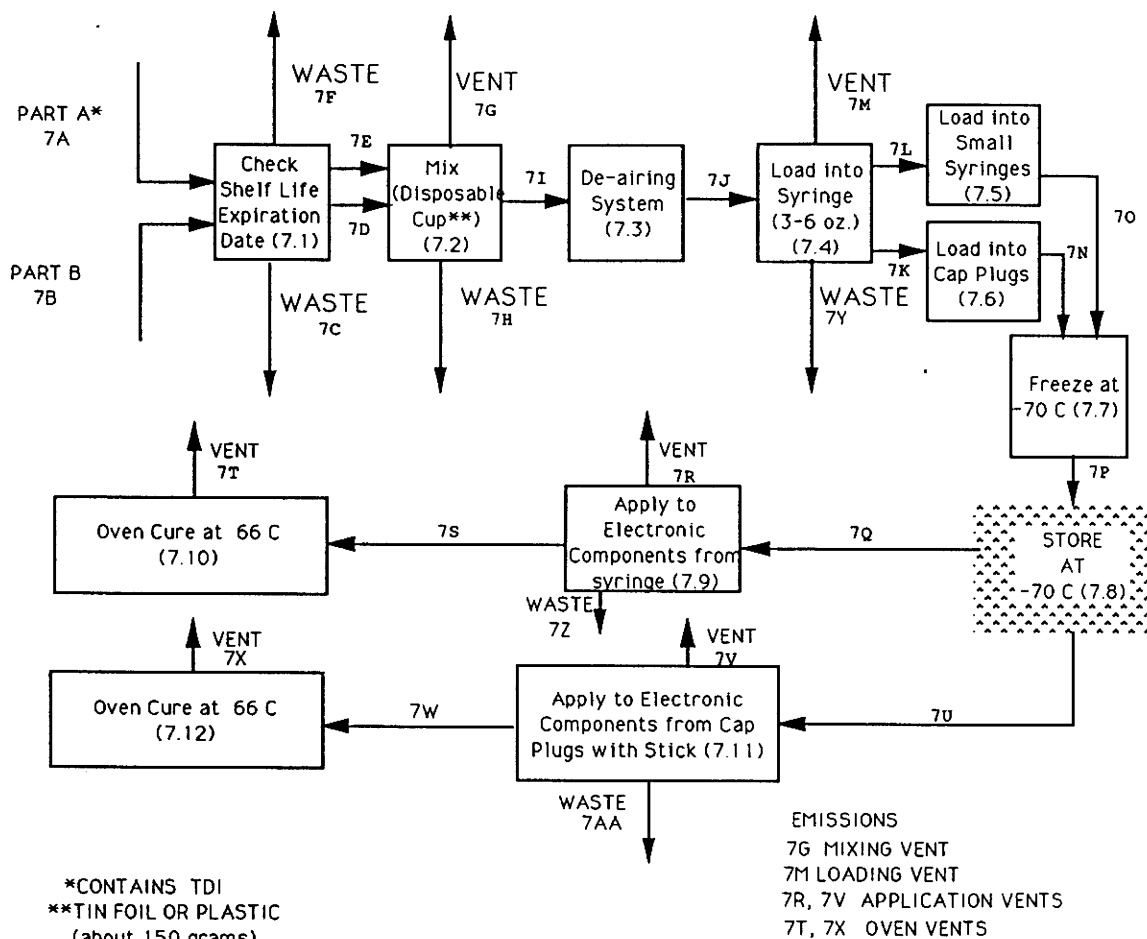 PART A*
7A
PART B
7B
WASTE
7F
Check
Shelf Life
Expiration
Date (7.1)
WASTE
7C
7E
7D
VENT
7G
Mix
(Disposable
Cup**)
(7.2)
WASTE
7H
7I
De-airing
System
(7.3)
7J
VENT
7M
Load into
Syringe
(3-6 oz.)
(7.4)
WASTE
7Y
7L
7K
Load into
Small
Syringes
(7.5)
Load into
Cap Plugs
(7.6)
7O
7N
Freeze at
-70 C (7.7)
7P
STORE
AT
-70 C (7.8)
7Q
VENT
7R
Apply to
Electronic
Components from
syringe (7.9)
WASTE
7Z
7S
VENT
7T
Oven Cure at 66 C
(7.10)
7U
VENT
7V
Apply to Electronic
Components from Cap
Plugs with Stick (7.11)
WASTE
7AA
7W
VENT
7X
Oven Cure at 66 C
(7.12)
*CONTAINS TDI
**TIN FOIL OR PLASTIC
(about 150 grams)
EMISSIONS
7G MIXING VENT
7M LOADING VENT
7R, 7V APPLICATION VENTS
7T, 7X OVEN VENTS